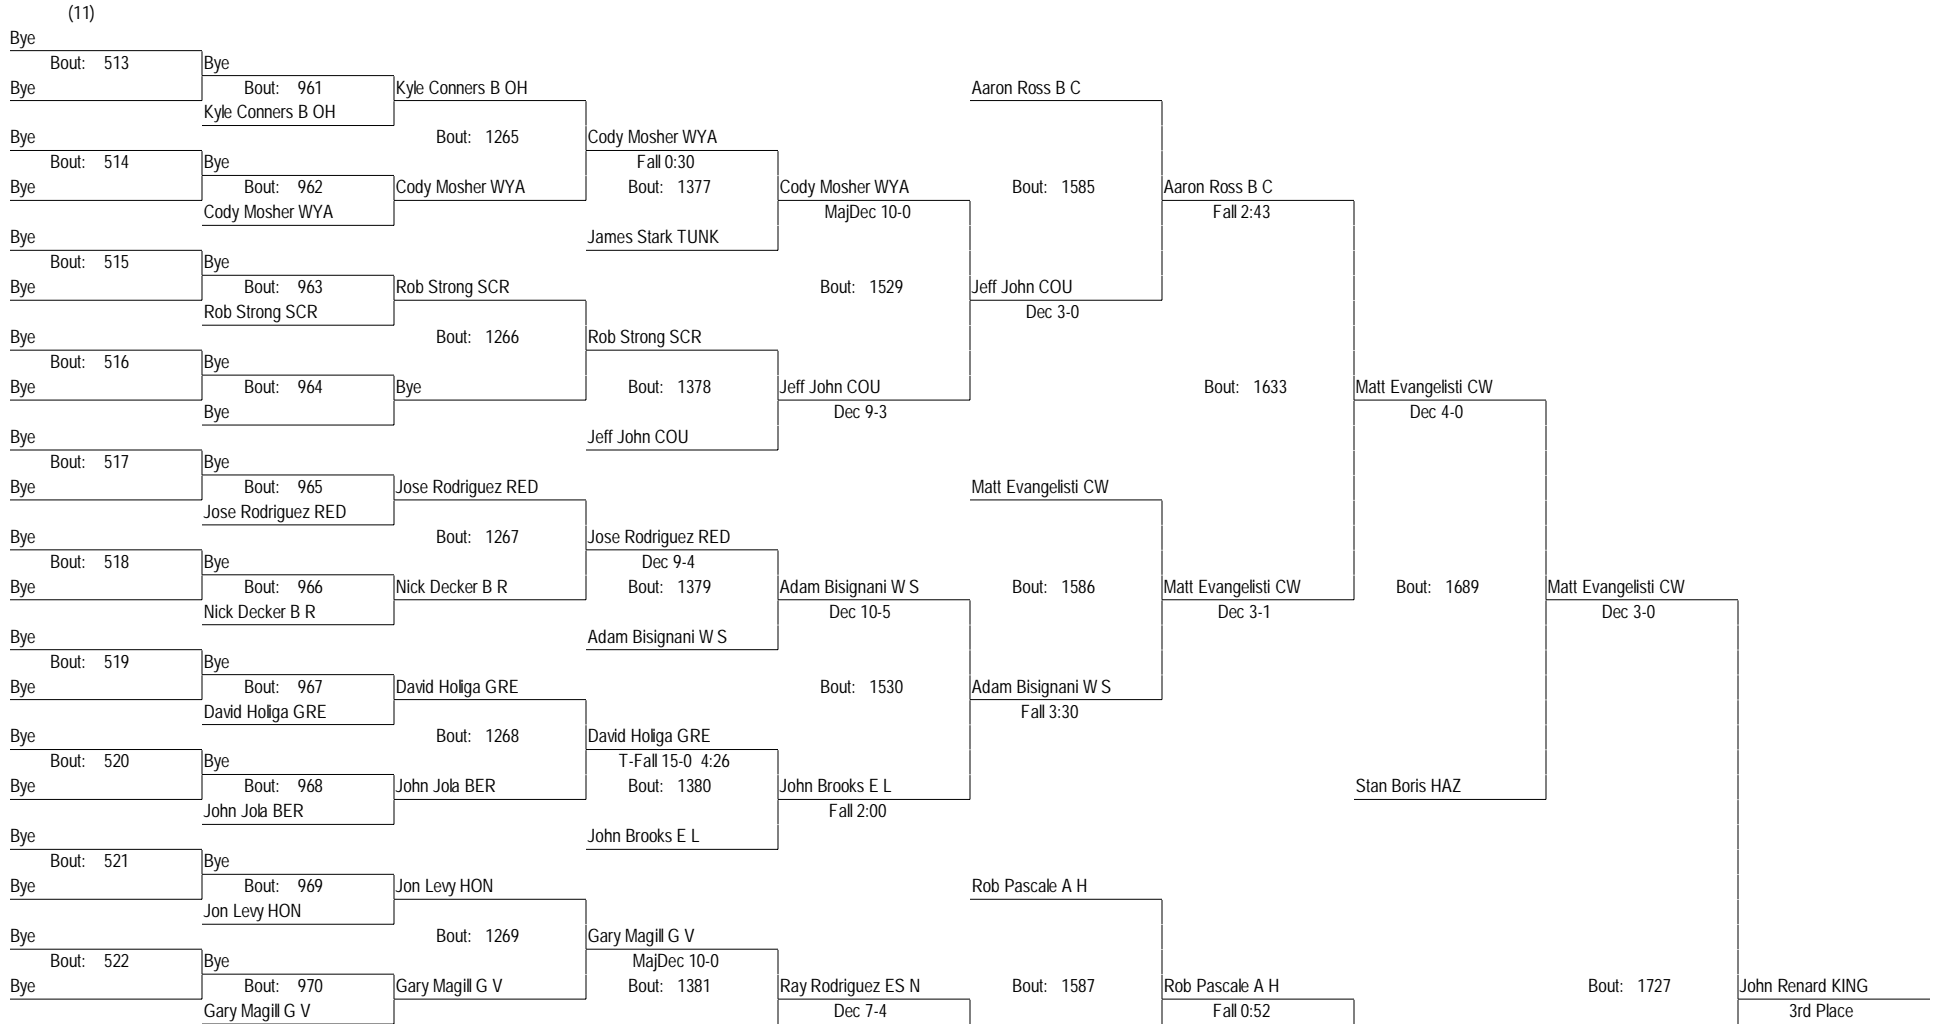 (11)
Bye
Bout: 513 Bye
Bye Bout: 961 Kyle Conners B OH Aaron Ross B C
Kyle Conners B OH
Bye Bout: 1265 Cody Mosher WYA
Bout: 514 Bye Fall 0:30
Bye Bout: 962 Cody Mosher WYA Bout: 1377 Cody Mosher WYA Bout: 1585 Aaron Ross B C
Cody Mosher WYA MajDec 10-0 Fall 2:43
Bye James Stark TUNK
Bout: 515 Bye
Bye Bout: 963 Rob Strong SCR Bout: 1529 Jeff John COU
Rob Strong SCR Dec 3-0
Bye Bout: 1266 Rob Strong SCR
Bout: 516 Bye
Bye Bout: 964 Bye Bout: 1378 Jeff John COU Bout: 1633 Matt Evangelisti CW
Bye Dec 9-3 Dec 4-0
Bye Jeff John COU
Bout: 517 Bye
Bye Bout: 965 Jose Rodriguez RED Matt Evangelisti CW
Jose Rodriguez RED
Bye Bout: 1267 Jose Rodriguez RED
Bout: 518 Bye Dec 9-4
Bye Bout: 966 Nick Decker B R Bout: 1379 Adam Bisignani W S Bout: 1586 Matt Evangelisti CW Bout: 1689 Matt Evangelisti CW
Nick Decker B R Dec 10-5 Dec 3-1 Dec 3-0
Bye Adam Bisignani W S
Bout: 519 Bye
Bye Bout: 967 David Holiga GRE Bout: 1530 Adam Bisignani W S
David Holiga GRE Fall 3:30
Bye Bout: 1268 David Holiga GRE
Bout: 520 Bye T-Fall 15-0 4:26
Bye Bout: 968 John Jola BER Bout: 1380 John Brooks E L Stan Boris HAZ
John Jola BER Fall 2:00
Bye John Brooks E L
Bout: 521 Bye
Bye Bout: 969 Jon Levy HON Rob Pascale A H
Jon Levy HON
Bye Bout: 1269 Gary Magill G V
Bout: 522 Bye MajDec 10-0
Bye Bout: 970 Gary Magill G V Bout: 1381 Ray Rodriguez ES N Bout: 1587 Rob Pascale A H Bout: 1727 John Renard KING
Gary Magill G V Dec 7-4 Fall 0:52 3rd Place